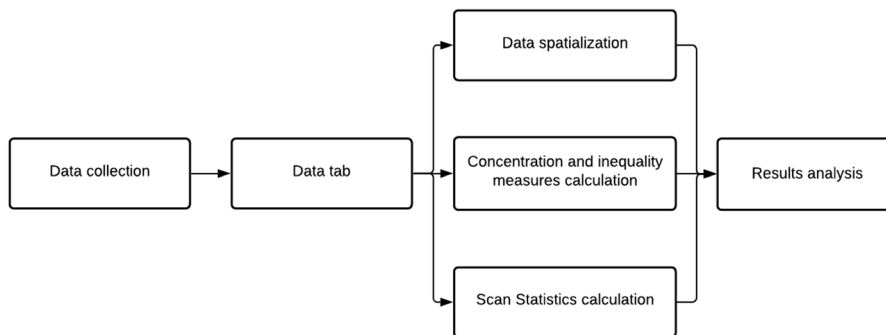 Data collection
Data tab
Data spatialization
Concentration and inequality
measures calculation
Scan Statistics calculation
Results analysis